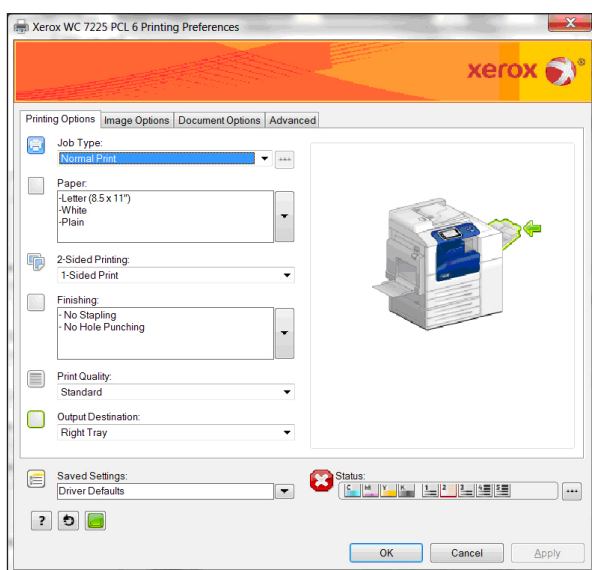 Xerox WC 7225 PCL 6 Printing Preferences
xerox
Printing Options Image Options Document Options Advanced
Job Type:
Normal Print
Paper:
-Letter (8.5 x 11")
-White
-Plain
2-Sided Printing:
1-Sided Print
Finishing:
- No Stapling
- No Hole Punching
Print Quality:
Standard
Output Destination:
Right Tray
Saved Settings:
Driver Defaults
Status:
C M Y K 1 2 3 4 5
?
OK Cancel Apply